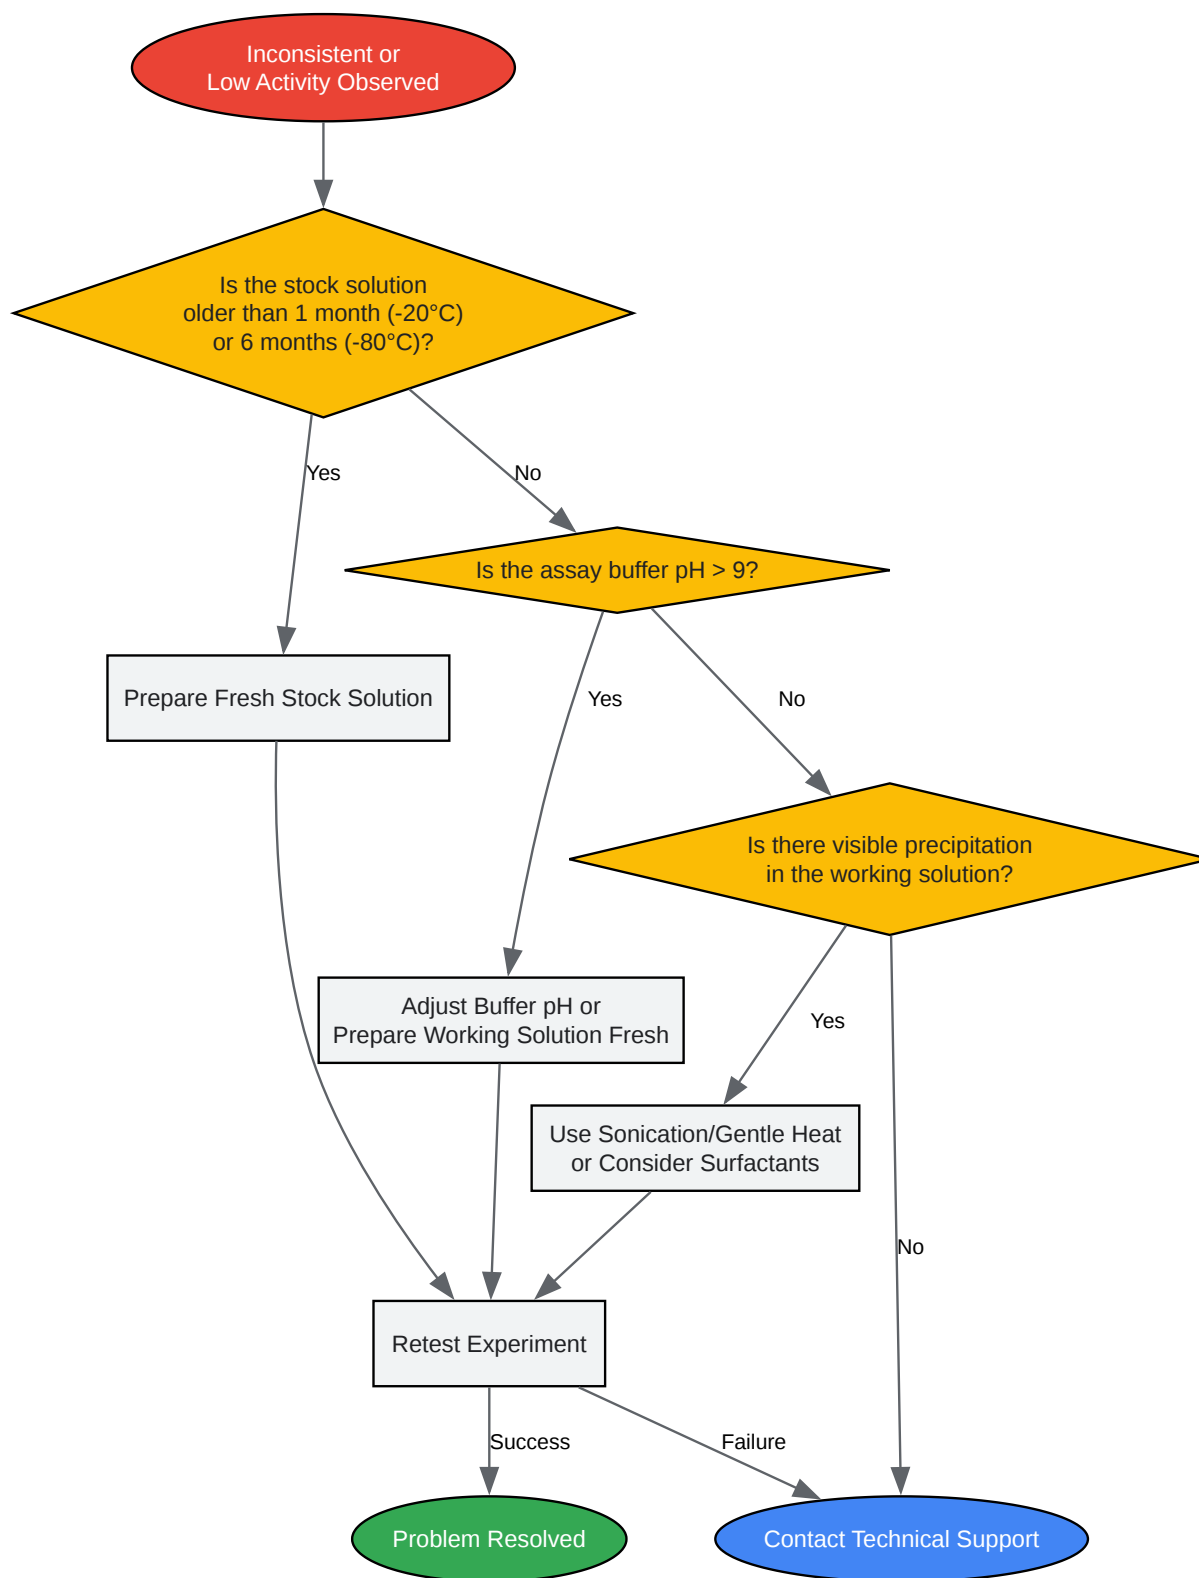 Inconsistent or
Low Activity Observed
Is the stock solution
older than 1 month (-20°C)
or 6 months (-80°C)?
Yes
No
Is the assay buffer pH > 9?
Prepare Fresh Stock Solution
Yes
No
Is there visible precipitation
in the working solution?
Adjust Buffer pH or
Prepare Working Solution Fresh
Yes
Use Sonication/Gentle Heat
or Consider Surfactants
No
Retest Experiment
Success
Failure
Problem Resolved
Contact Technical Support